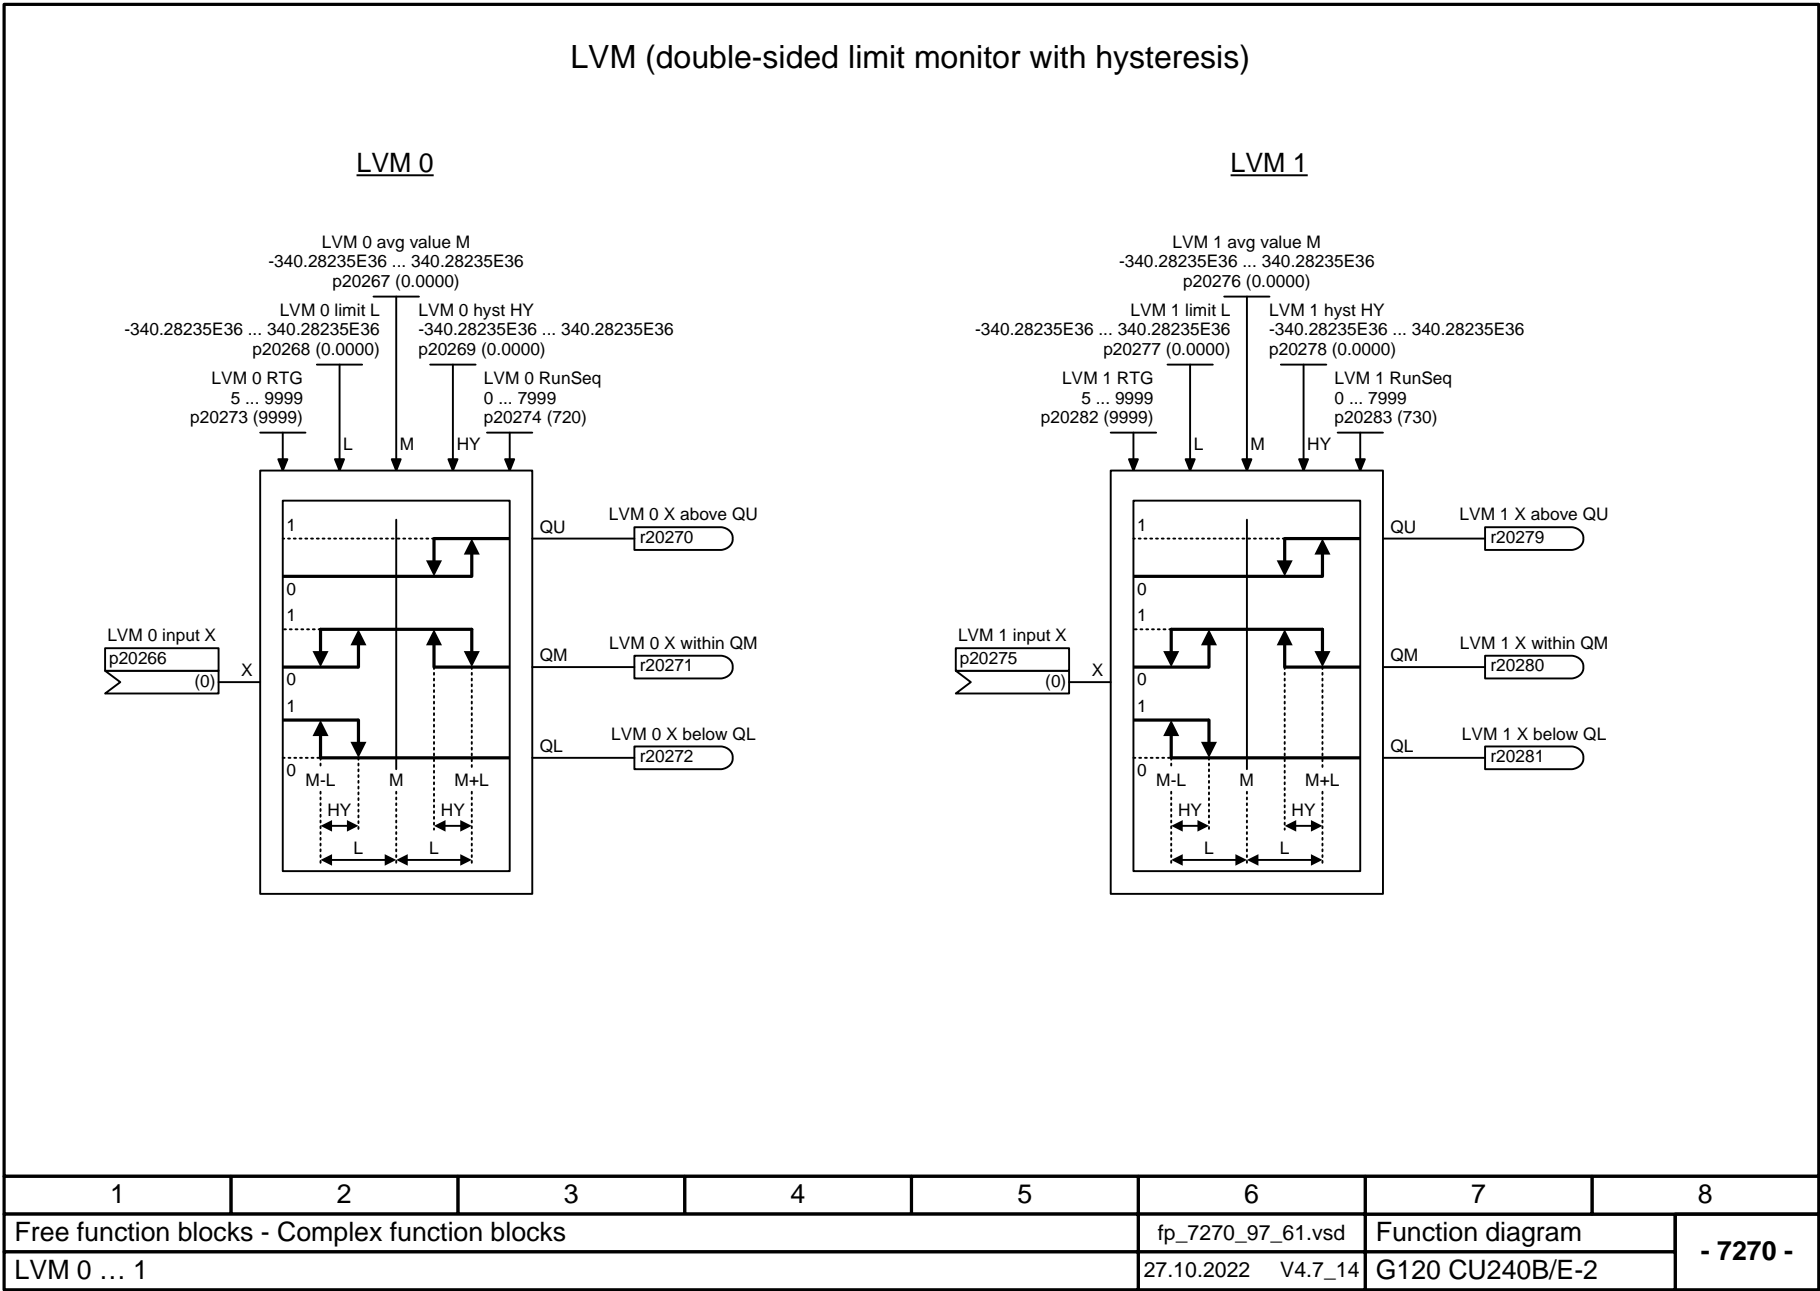 LVM (double-sided limit monitor with hysteresis)
LVM 0
LVM 0 avg value M
-340.28235E36 ... 340.28235E36
p20267 (0.0000)
LVM 0 limit L
-340.28235E36 ... 340.28235E36
p20268 (0.0000)
LVM 0 hyst HY
-340.28235E36 ... 340.28235E36
p20269 (0.0000)
LVM 0 RTG
5 ... 9999
p20273 (9999)
LVM 0 RunSeq
0 ... 7999
p20274 (720)
L
M
HY
LVM 0 input X
p20266
(0)
X
1
0
1
0
1
0
M-L
M
M+L
HY
HY
L
L
QU
LVM 0 X above QU
r20270
QM
LVM 0 X within QM
r20271
QL
LVM 0 X below QL
r20272
LVM 1
LVM 1 avg value M
-340.28235E36 ... 340.28235E36
p20276 (0.0000)
LVM 1 limit L
-340.28235E36 ... 340.28235E36
p20277 (0.0000)
LVM 1 hyst HY
-340.28235E36 ... 340.28235E36
p20278 (0.0000)
LVM 1 RTG
5 ... 9999
p20282 (9999)
LVM 1 RunSeq
0 ... 7999
p20283 (730)
L
M
HY
LVM 1 input X
p20275
(0)
X
1
0
1
0
1
0
M-L
M
M+L
HY
HY
L
L
QU
LVM 1 X above QU
r20279
QM
LVM 1 X within QM
r20280
QL
LVM 1 X below QL
r20281
1 2 3 4 5 6 7 8
Free function blocks - Complex function blocks
fp_7270_97_61.vsd
Function diagram
- 7270 -
LVM 0 … 1
27.10.2022 V4.7_14
G120 CU240B/E-2